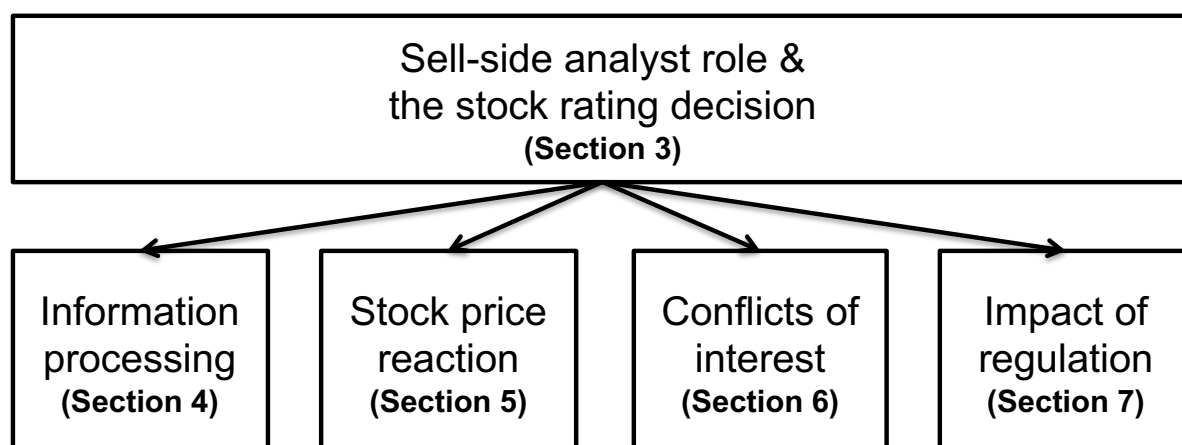 Sell-side analyst role &
the stock rating decision
(Section 3)
Information
processing
(Section 4)
Stock price
reaction
(Section 5)
Conflicts of
interest
(Section 6)
Impact of
regulation
(Section 7)